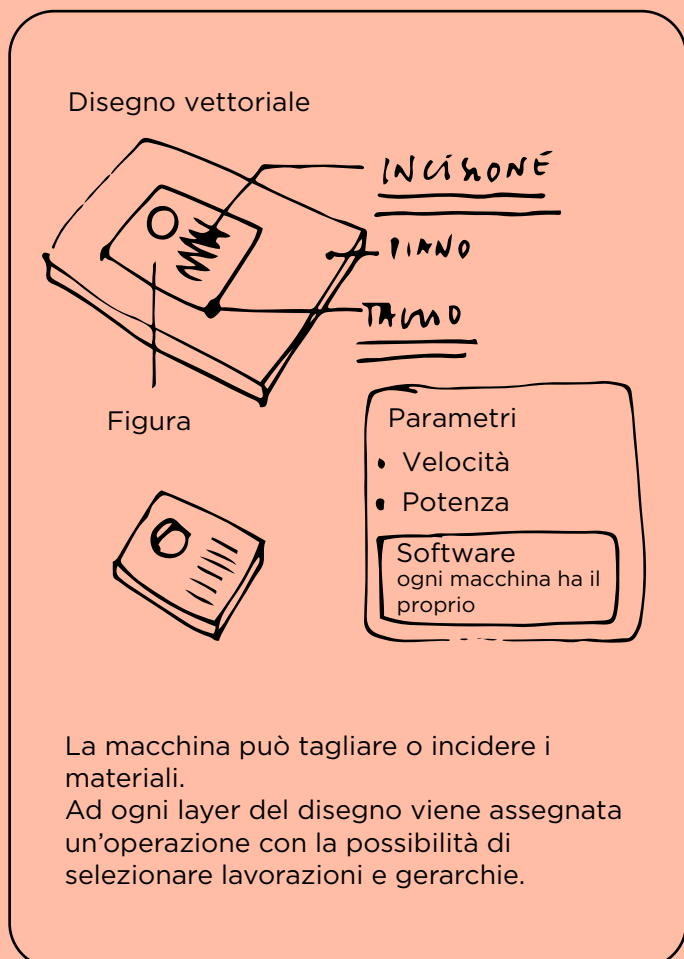 Disegno vettoriale
INCISIONE
PIANO
TAGLIO
Figura
Parametri
• Velocità
• Potenza
Software
ogni macchina ha il
proprio
La macchina può tagliare o incidere i
materiali.
Ad ogni layer del disegno viene assegnata
un’operazione con la possibilità di
selezionare lavorazioni e gerarchie.